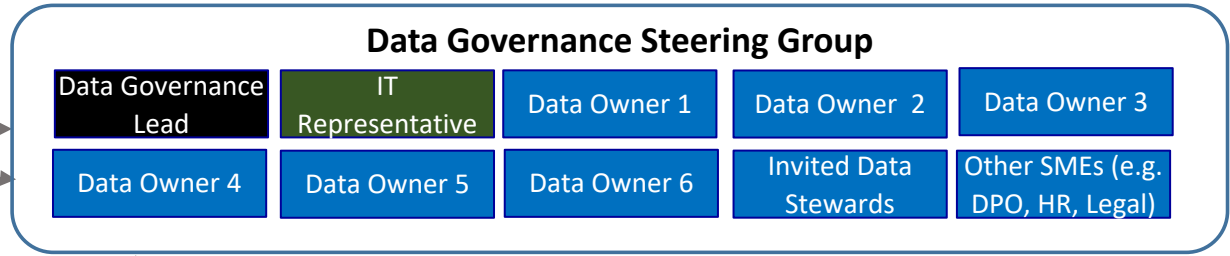 Data Governance Steering Group
Data Governance
Lead
IT
Representative
Data Owner 1
Data Owner  2
Data Owner 3
Data Owner 4
Data Owner 5
Data Owner 6
Invited Data
Stewards
Other SMEs (e.g.
DPO, HR, Legal)